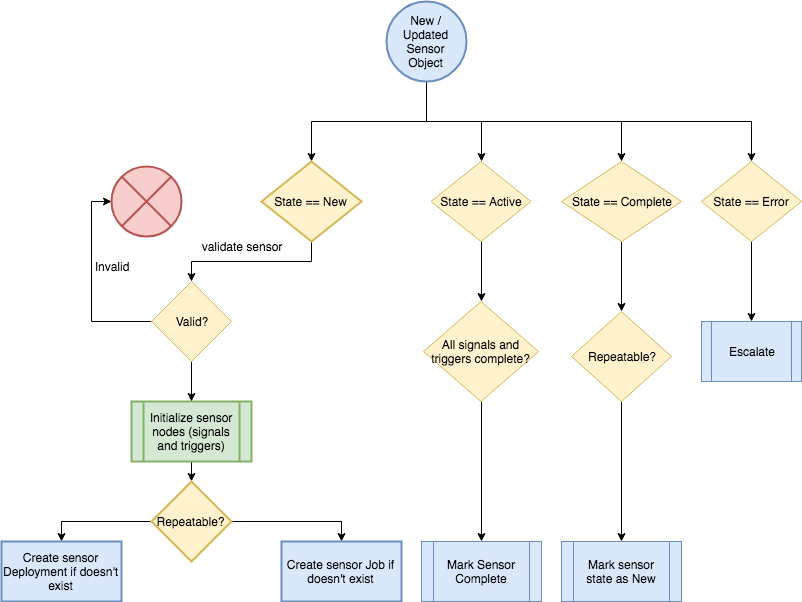 New /
Updated
Sensor
Object
State == New
State == Active
State == Complete
State == Error
validate sensor
Invalid
Valid?
All signals and
triggers complete?
Repeatable?
Escalate
Initialize sensor
nodes (signals
and triggers)
Repeatable?
Create sensor
Deployment if doesn't
exist
Create sensor Job if
doesn't exist
Mark Sensor
Complete
Mark sensor
state as New